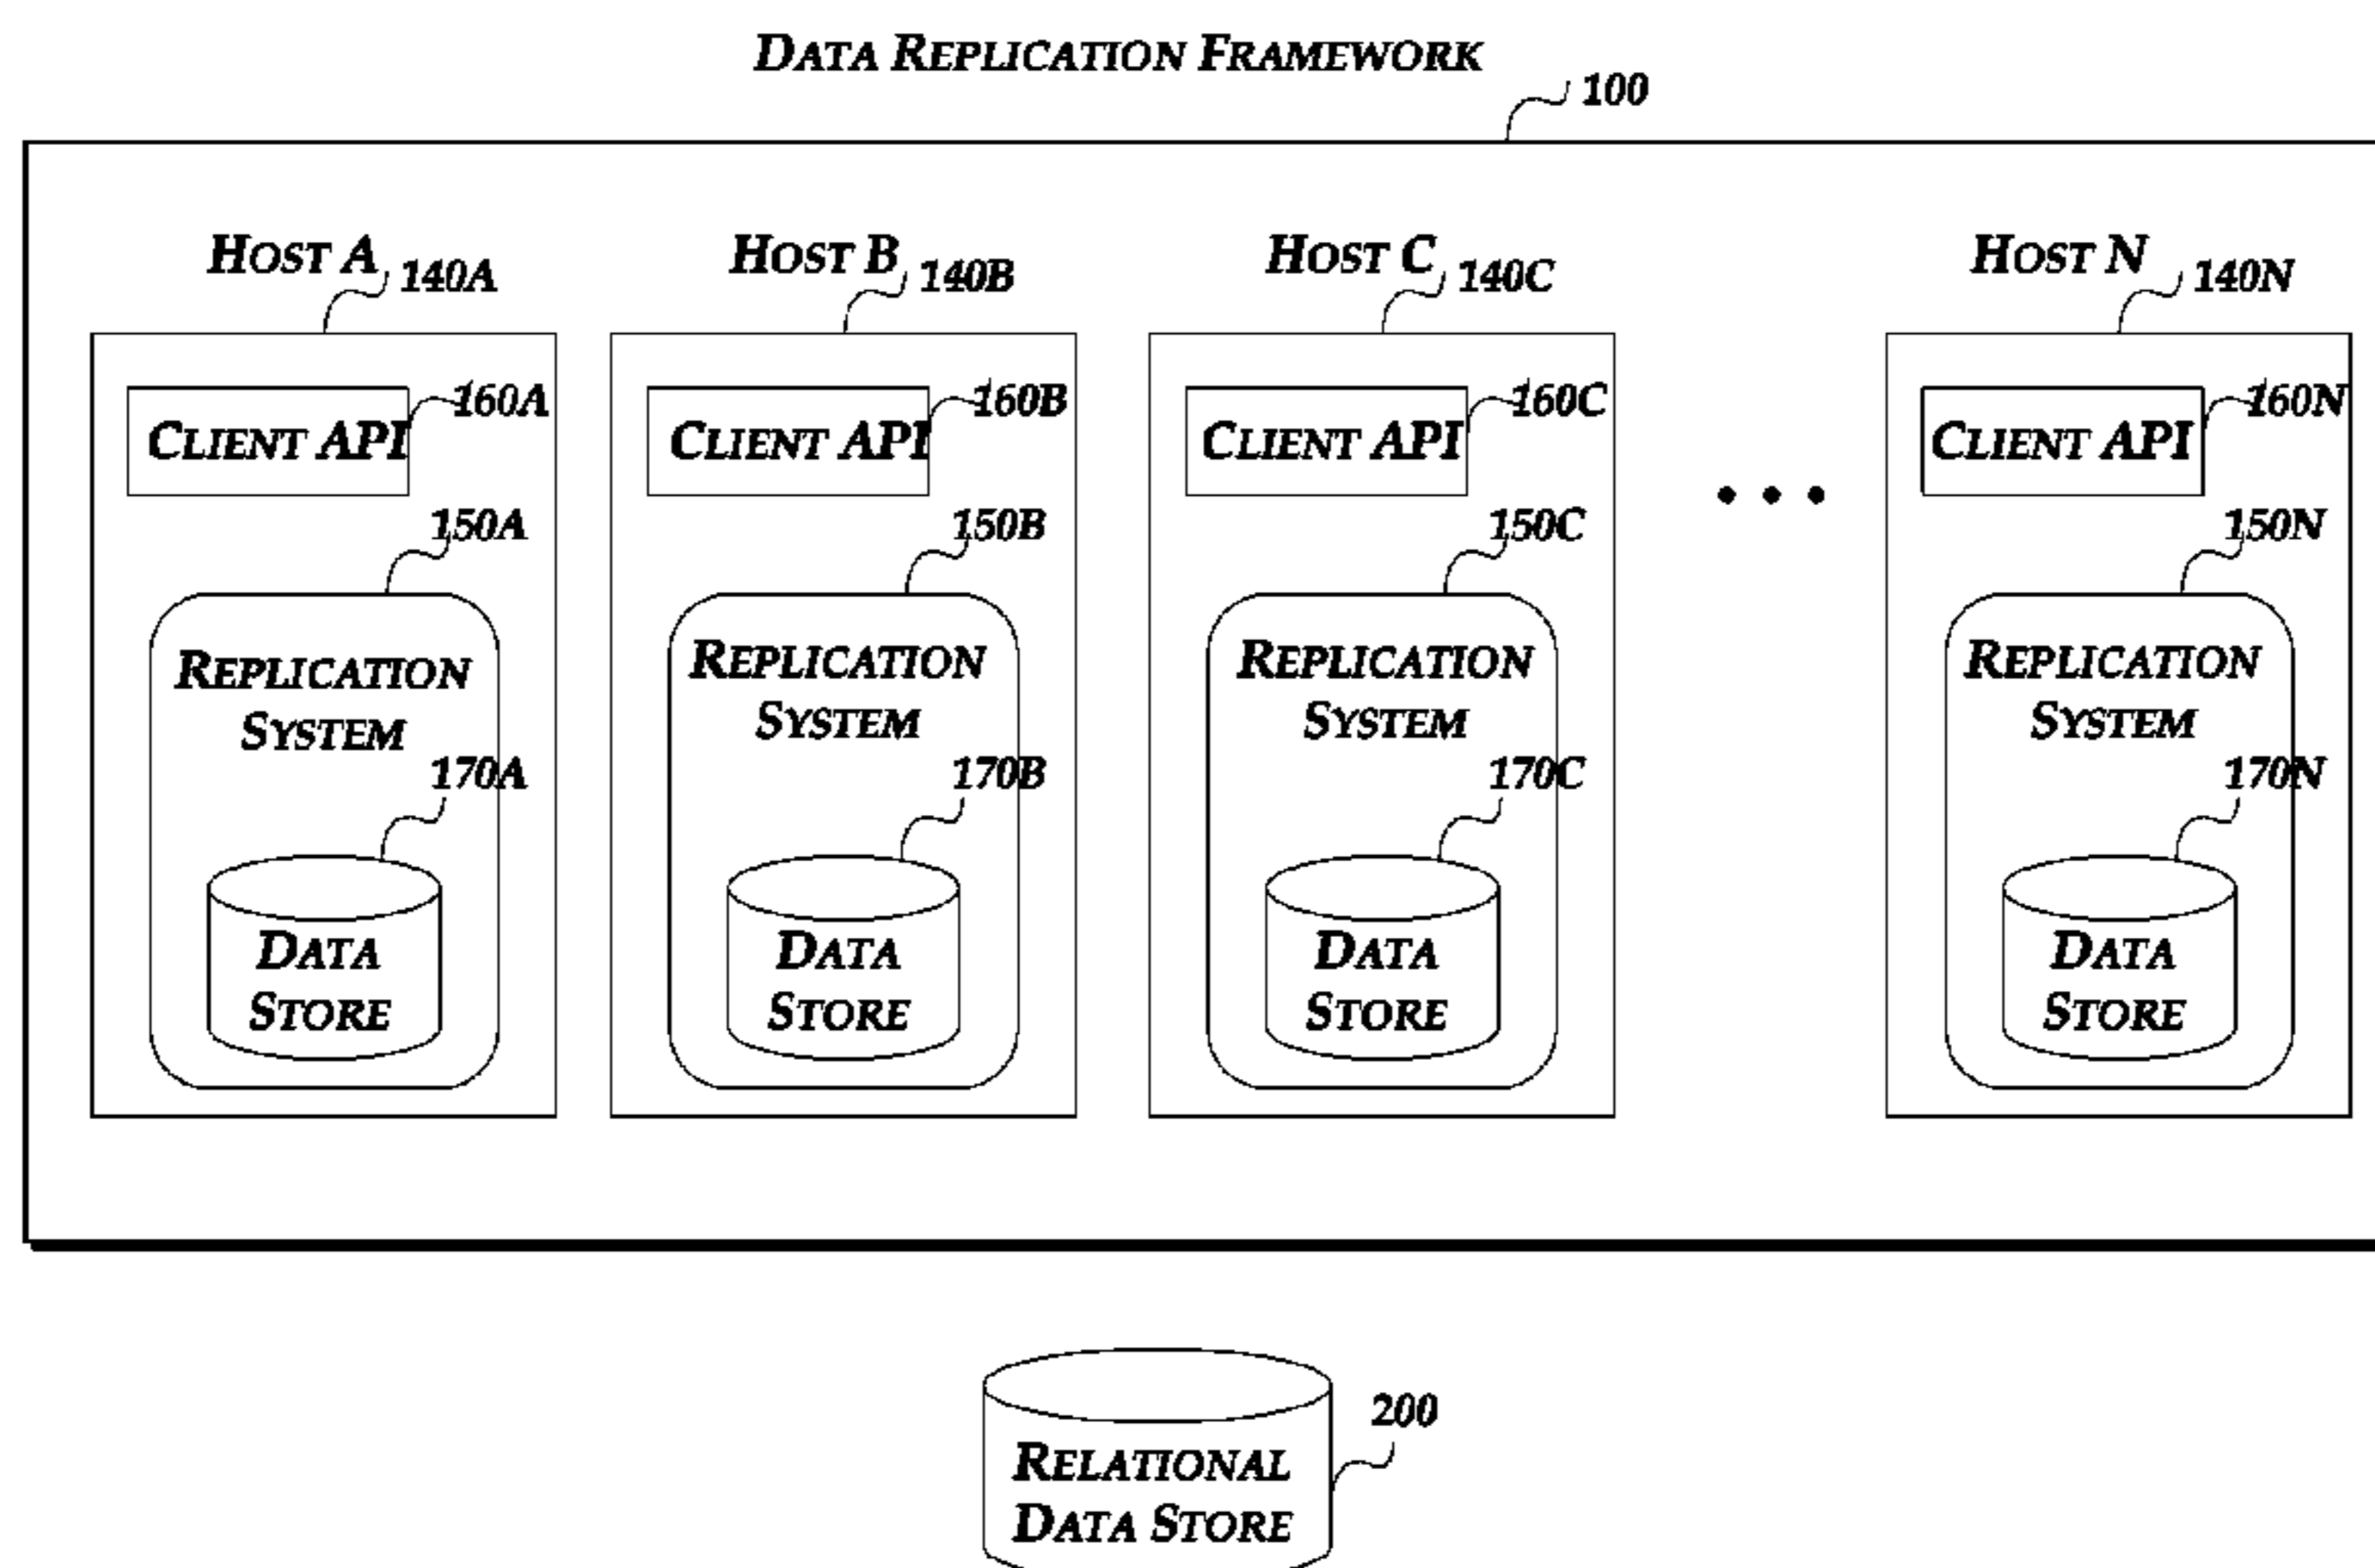 DATA REPLICATION FRAMEWORK
100
HOST A
140A
HOST B
140B
HOST C
140C
HOST N
140N
160A
CLIENT API
160B
CLIENT API
160C
CLIENT API
160N
CLIENT API
• • •
150A
150B
150C
150N
REPLICATION
SYSTEM
REPLICATION
SYSTEM
REPLICATION
SYSTEM
REPLICATION
SYSTEM
170A
170B
170C
170N
DATA
STORE
DATA
STORE
DATA
STORE
DATA
STORE
200
RELATIONAL
DATA STORE